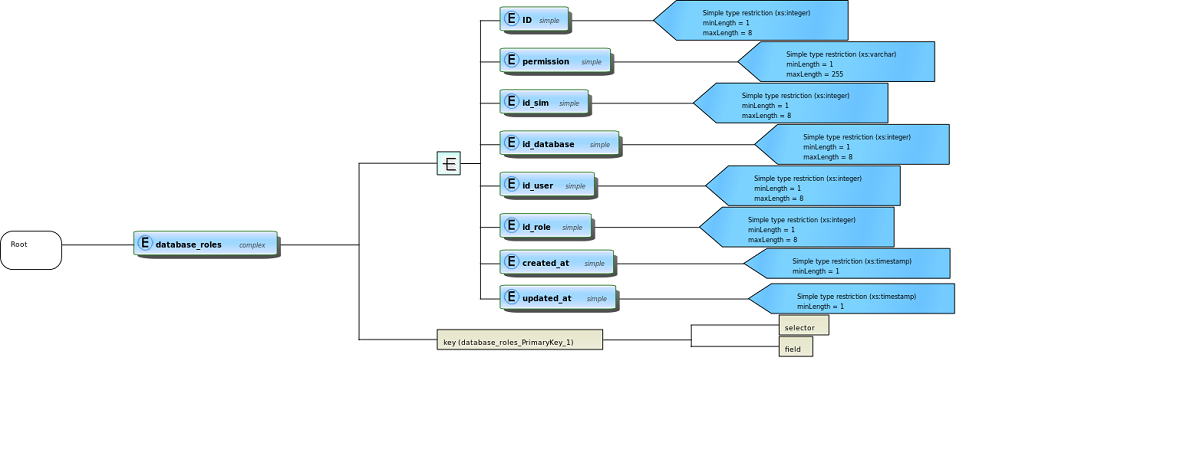 E ID simple
Simple type restriction (xs:integer)
minLength = 1
maxLength = 8
E permission simple
Simple type restriction (xs:varchar)
minLength = 1
maxLength = 255
E id_sim simple
Simple type restriction (xs:integer)
minLength = 1
maxLength = 8
E id_database simple
Simple type restriction (xs:integer)
minLength = 1
maxLength = 8
E id_user simple
Simple type restriction (xs:integer)
minLength = 1
maxLength = 8
E id_role simple
Simple type restriction (xs:integer)
minLength = 1
maxLength = 8
Root
E database_roles complex
E created_at simple
Simple type restriction (xs:timestamp)
minLength = 1
E updated_at simple
Simple type restriction (xs:timestamp)
minLength = 1
key (database_roles_PrimaryKey_1)
selector
field